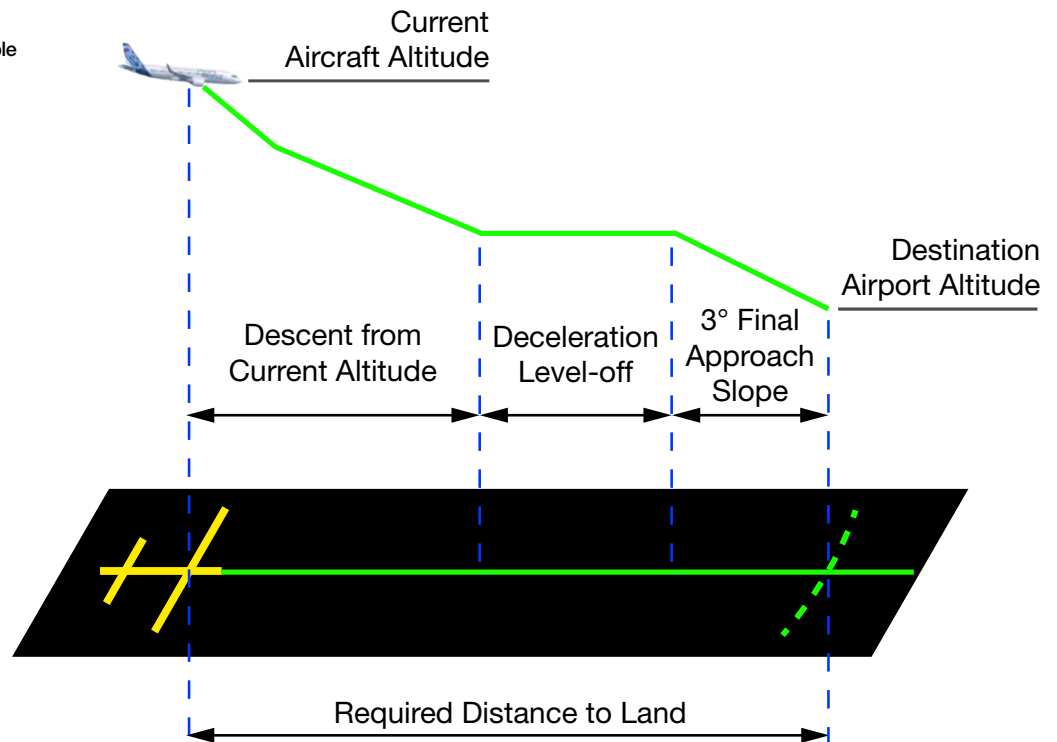 Current
Aircraft Altitude
Destination
Airport Altitude
Descent from
Current Altitude
Deceleration
Level-off
3° Final
Approach
Slope
Required Distance to Land